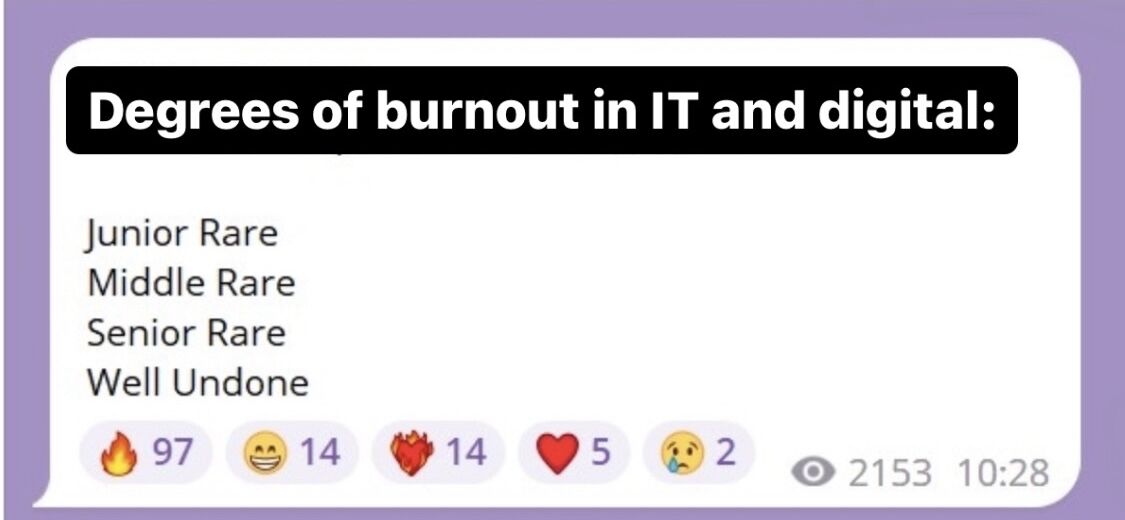 Degrees of burnout in IT and digital:
Junior Rare
Middle Rare
Senior Rare
Well Undone
97 14 14 5 2 2153 10:28